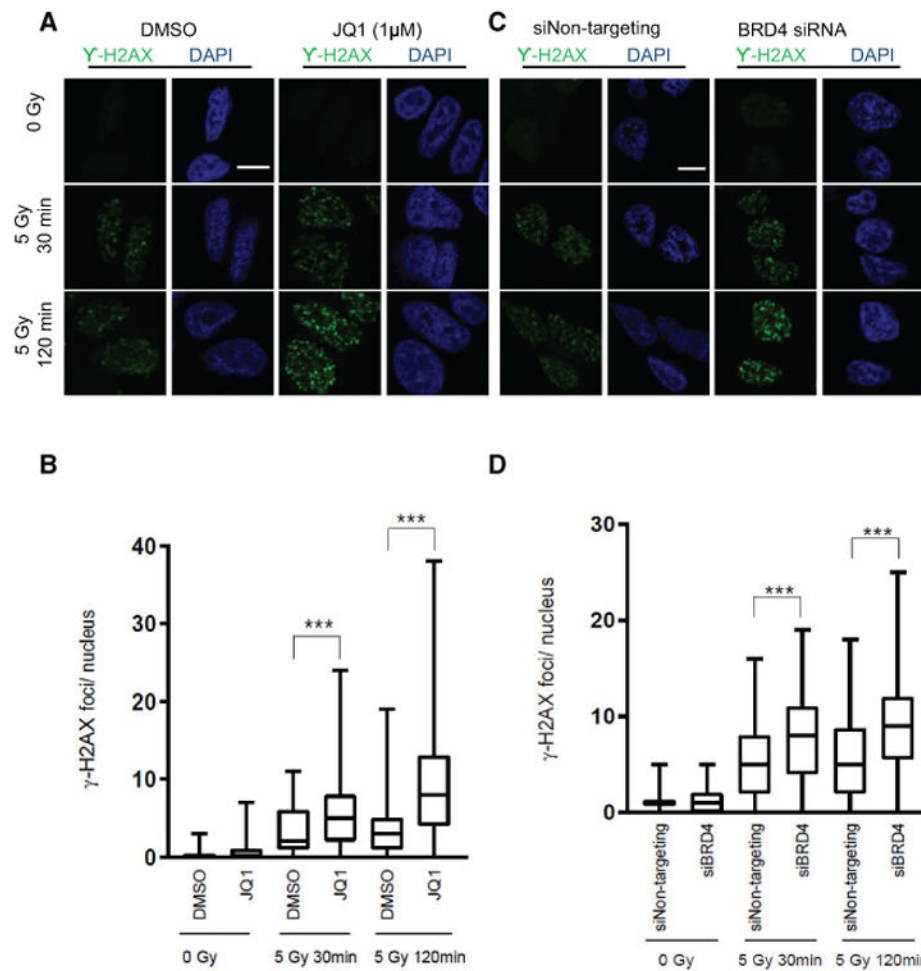 A
DMSO
JQ1 (1μM)
ϒ-H2AX
DAPI
ϒ-H2AX
DAPI
0 Gy
5 Gy
30 min
5 Gy
120 min
C
siNon-targeting
BRD4 siRNA
ϒ-H2AX
DAPI
ϒ-H2AX
DAPI
B
γ-H2AX foci/ nucleus
40
30
20
10
0
***
***
DMSO
JQ1
DMSO
JQ1
DMSO
JQ1
0 Gy
5 Gy 30min
5 Gy 120min
D
γ-H2AX foci/ nucleus
30
20
10
0
***
***
siNon-targeting
siBRD4
siNon-targeting
siBRD4
siNon-targeting
siBRD4
0 Gy
5 Gy 30min
5 Gy 120min